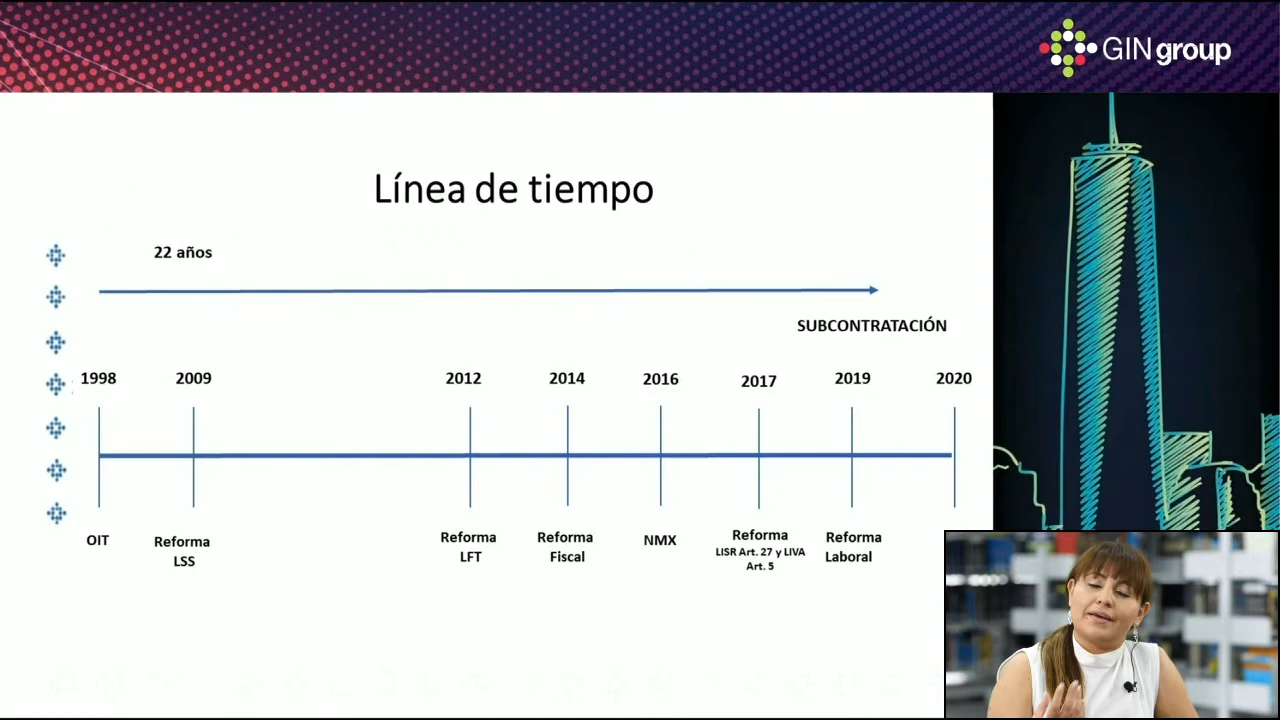 GINgroup
Línea de tiempo
22 años
SUBCONTRATACIÓN
1998
2009
2012
2014
2016
2017
2019
2020
OIT
Reforma
LSS
Reforma
LFT
Reforma
Fiscal
NMX
Reforma
LISR Art. 27 y LIVA
Art. 5
Reforma
Laboral